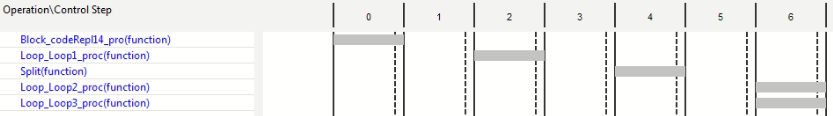 Operation\Control Step 0 1 2 3 4 5 6
Block_codeRepl14_pro(function)
Loop_Loop1_proc(function)
Split(function)
Loop_Loop2_proc(function)
Loop_Loop3_proc(function)